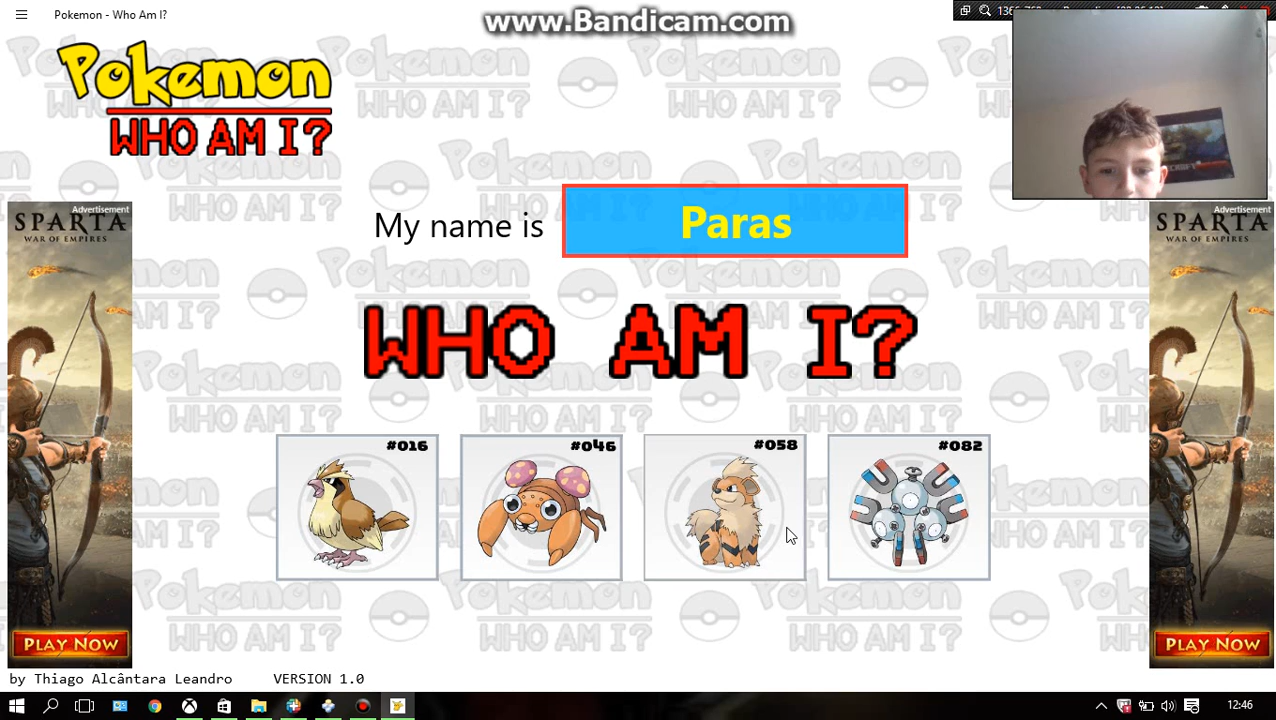 Pokemon - Who Am I?
www.Bandicam.com
Pokemon
WHO AM I?
My name is Paras
WHO AM I?
#016
#046
#058
#082
Advertisement
SPARTA
WAR OF EMPIRES
PLAY NOW
Advertisement
SPARTA
WAR OF EMPIRES
PLAY NOW
by Thiago Alcântara Leandro VERSION 1.0
12:46